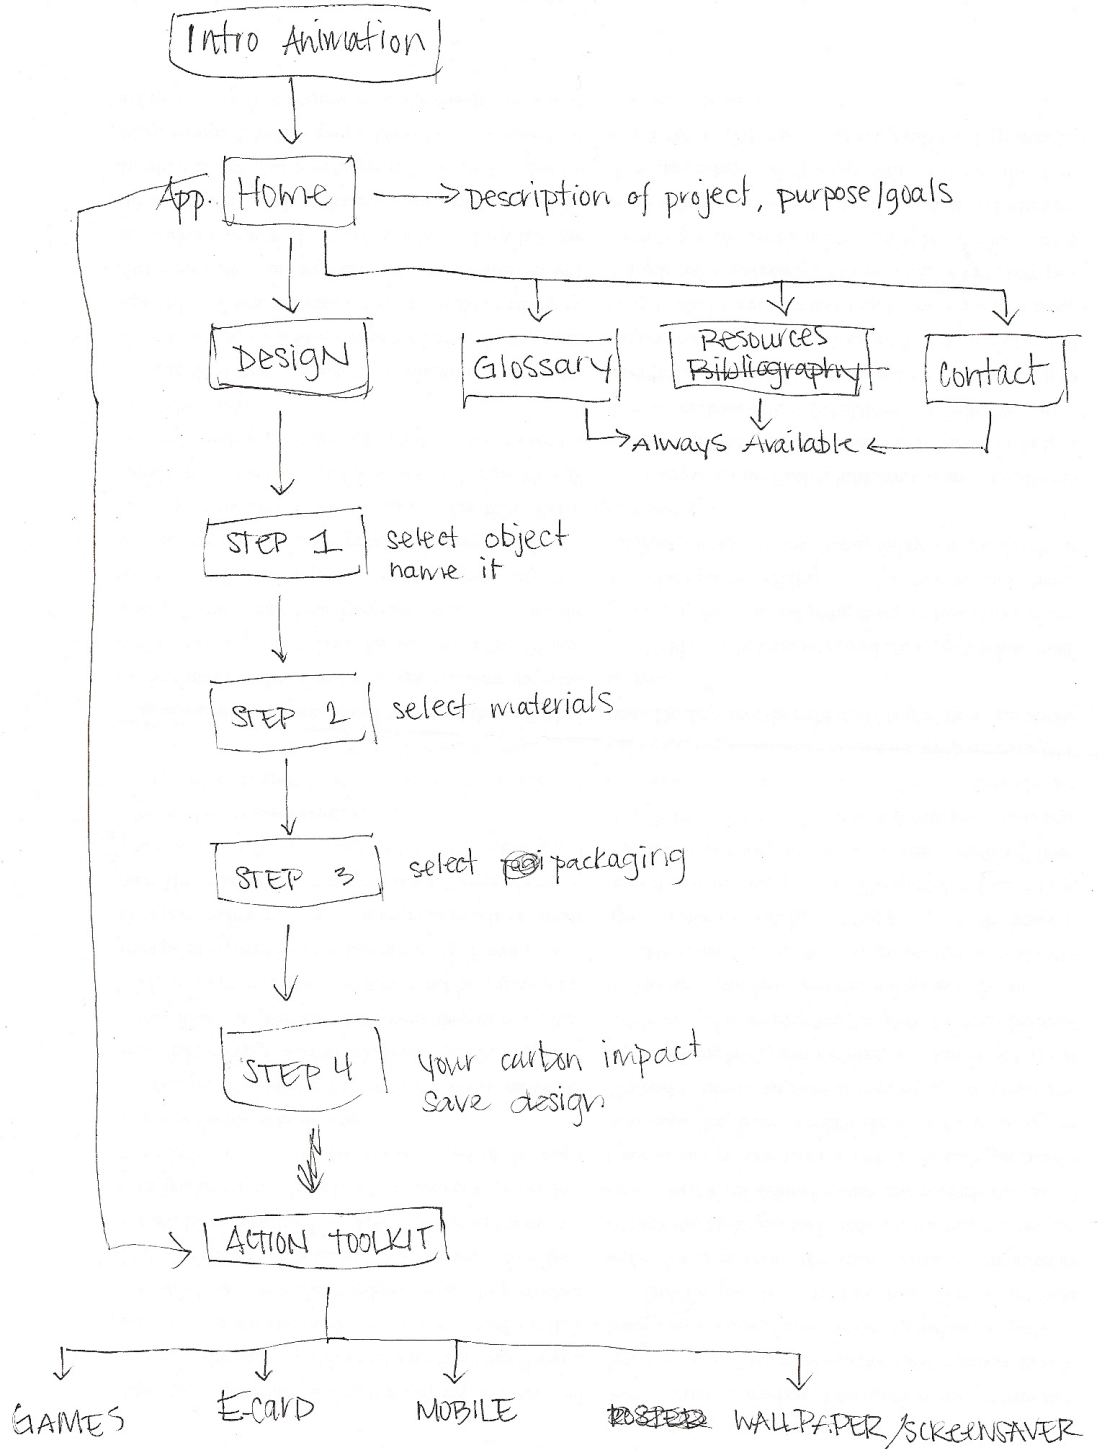 Intro Animation
App. Home Description of project, purpose/goals
Design
Glossary
Resources
Bibliography
Contact
Always Available
STEP 1 select object
name it
STEP 2 select materials
STEP 3 select packaging
STEP 4 your carbon impact
save design
ACTION TOOLKIT
GAMES
E-card
MOBILE
WALLPAPER/SCREENSAVER